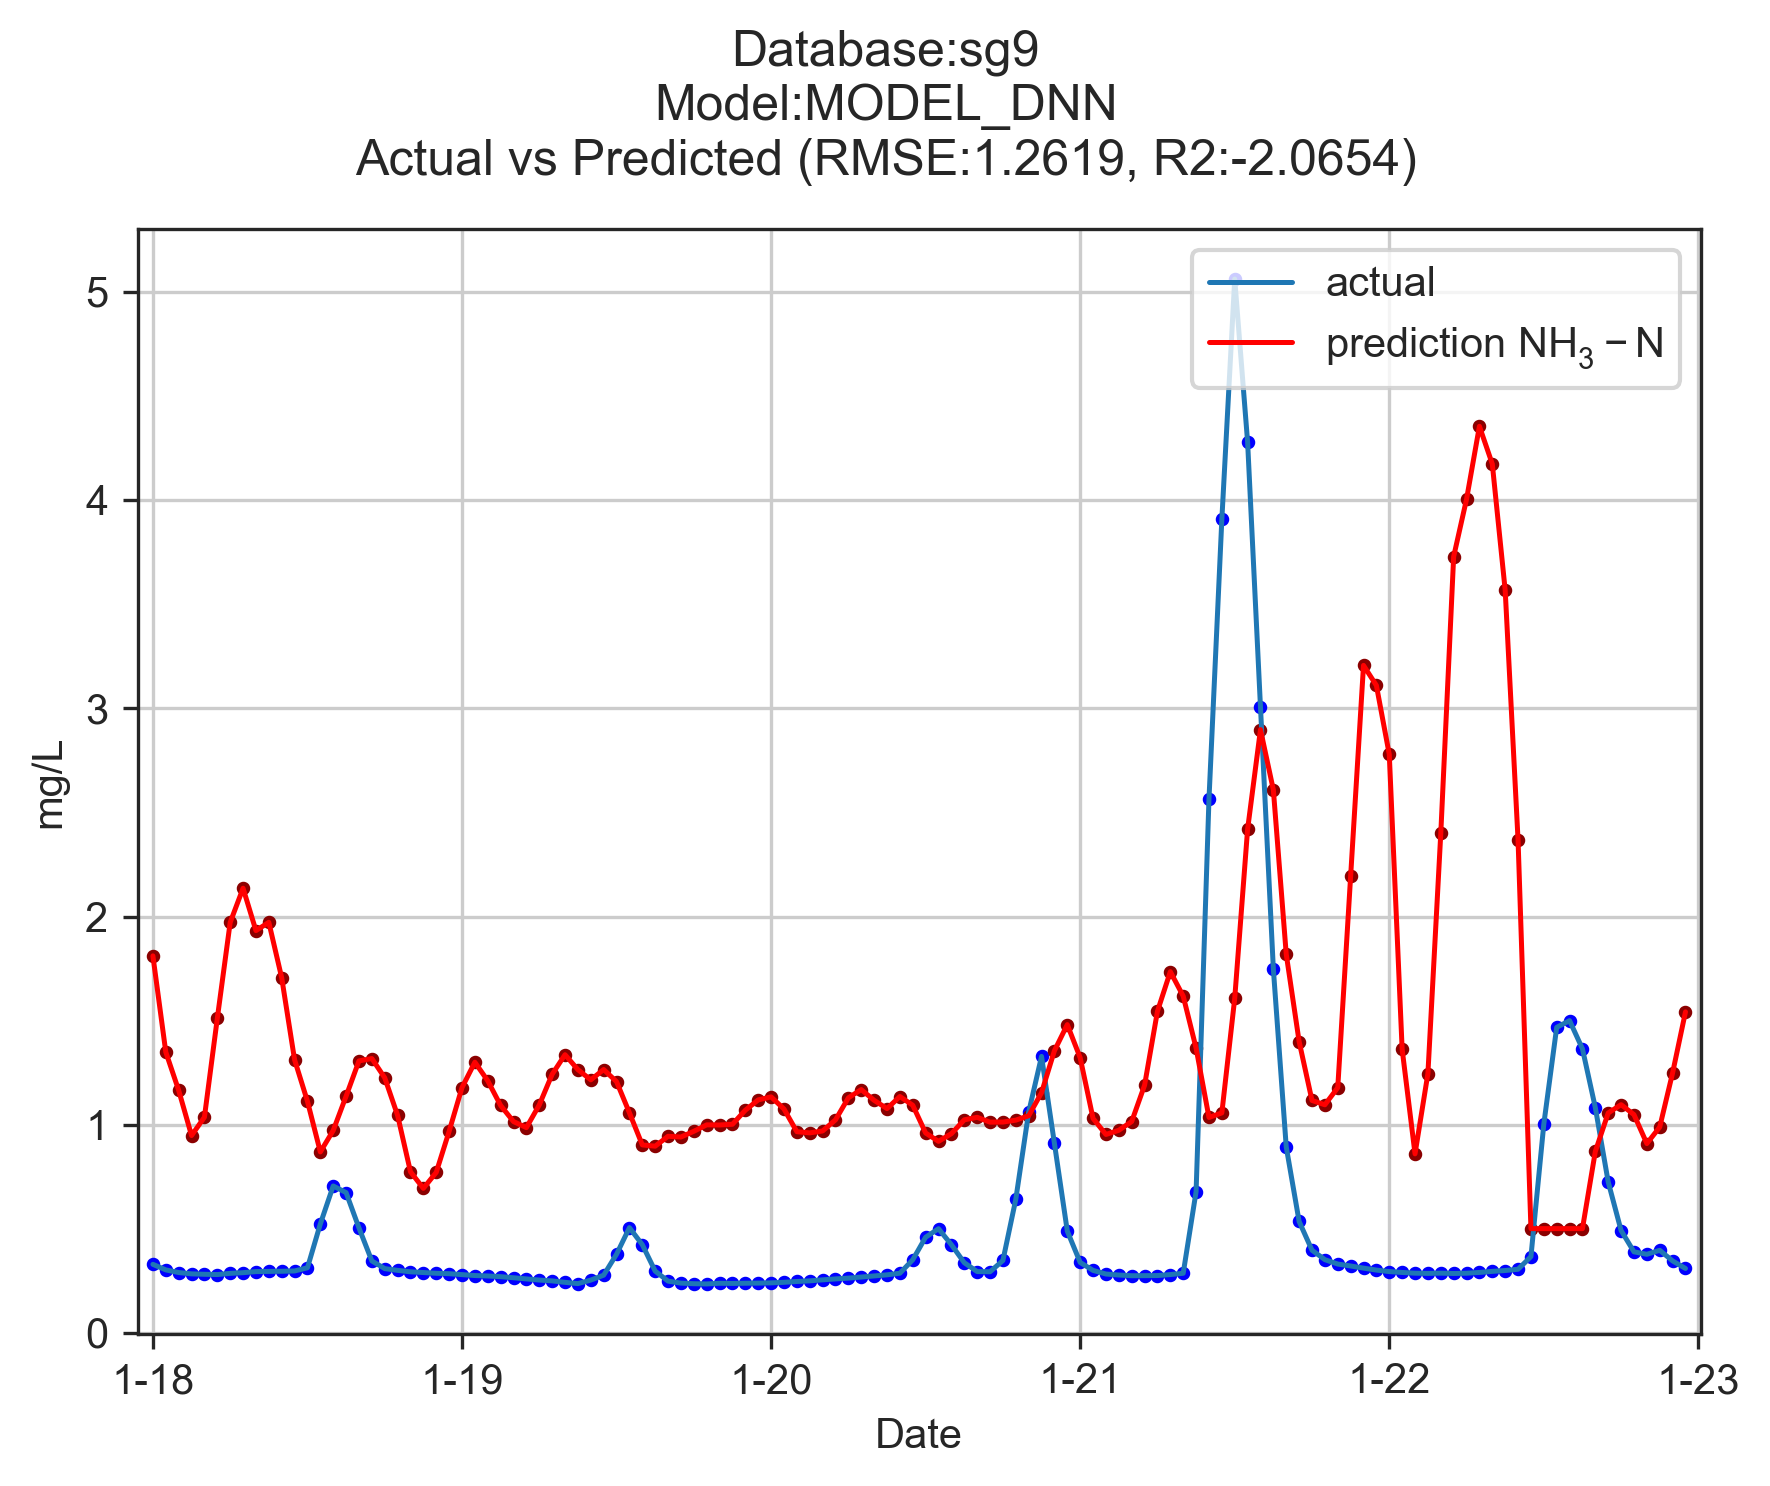 Database:sg9
Model:MODEL_DNN
Actual vs Predicted (RMSE:1.2619, R2:-2.0654)
actual
prediction NH₃ − N
5
4
3
2
1
0
mg/L
1-18 1-19 1-20 1-21 1-22 1-23
Date